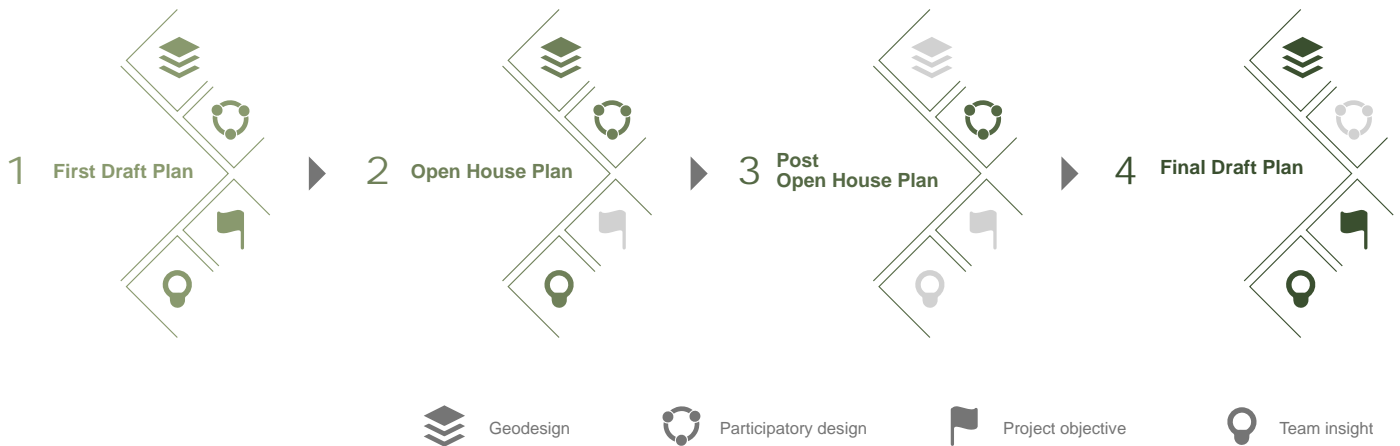 1 First Draft Plan
2 Open House Plan
3 Post
Open House Plan
4 Final Draft Plan
Geodesign
Participatory design
Project objective
Team insight